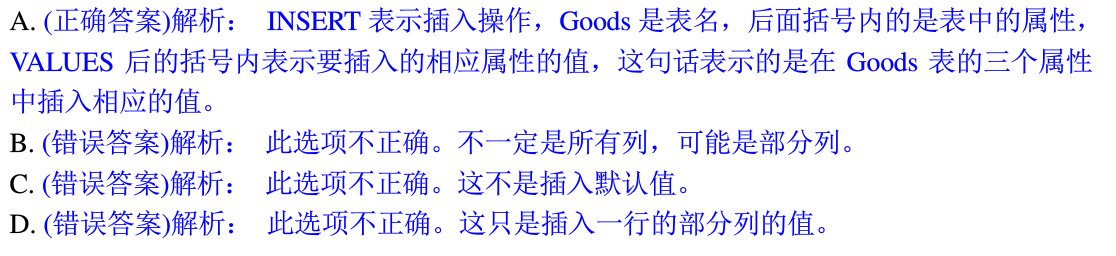 A. (正确答案)解析： INSERT 表示插入操作，Goods 是表名，后面括号内的是表中的属性，
VALUES 后的括号内表示要插入的相应属性的值，这句话表示的是在 Goods 表的三个属性
中插入相应的值。
B. (错误答案)解析： 此选项不正确。不一定是所有列，可能是部分列。
C. (错误答案)解析： 此选项不正确。这不是插入默认值。
D. (错误答案)解析： 此选项不正确。这只是插入一行的部分列的值。